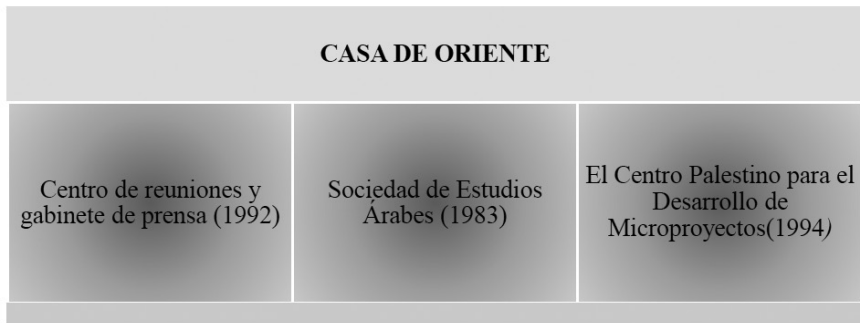 CASA DE ORIENTE
Centro de reuniones y
gabinete de prensa (1992)
Sociedad de Estudios
Árabes (1983)
El Centro Palestino para el
Desarrollo de
Microproyectos(1994)